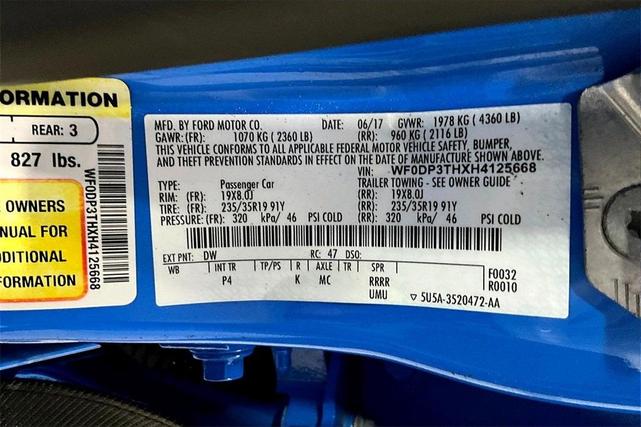 ORMATION
REAR: 3
827 lbs.
E OWNERS
ANUAL FOR
ADDITIONAL
FORMATION
WF0DP3THXH4125668
MFD. BY FORD MOTOR CO. 06/17 GVWR: 1978 KG ( 4360 LB)
GAWR: (FR): 1070 KG ( 2360 LB) (RR): 960 KG ( 2116 LB)
THIS VEHICLE CONFORMS TO ALL APPLICABLE FEDERAL MOTOR VEHICLE SAFETY, BUMPER,
AND THEFT PREVENTION STANDARDS IN EFFECT ON THE DATE OF MANUFACTURE SHOWN ABOVE.
VIN: WF0DP3THXH4125668
TYPE: Passenger Car TRAILER TOWING - SEE OWNER GUIDE
RIM: (FR): 19X8.0J (RR): 19X8.0J
TIRE: (FR): 235/35R19 91Y (RR): 235/35R19 91Y
PRESSURE: (FR): 320 kPa/ 46 PSI COLD (RR): 320 kPa/ 46 PSI COLD
EXT PNT: DW RC: 47 DSO:
WB INT TR TP/PS R AXLE TR SPR F0032
P4 K MC RRRR R0010
UMU ▽ 5U5A-3520472-AA